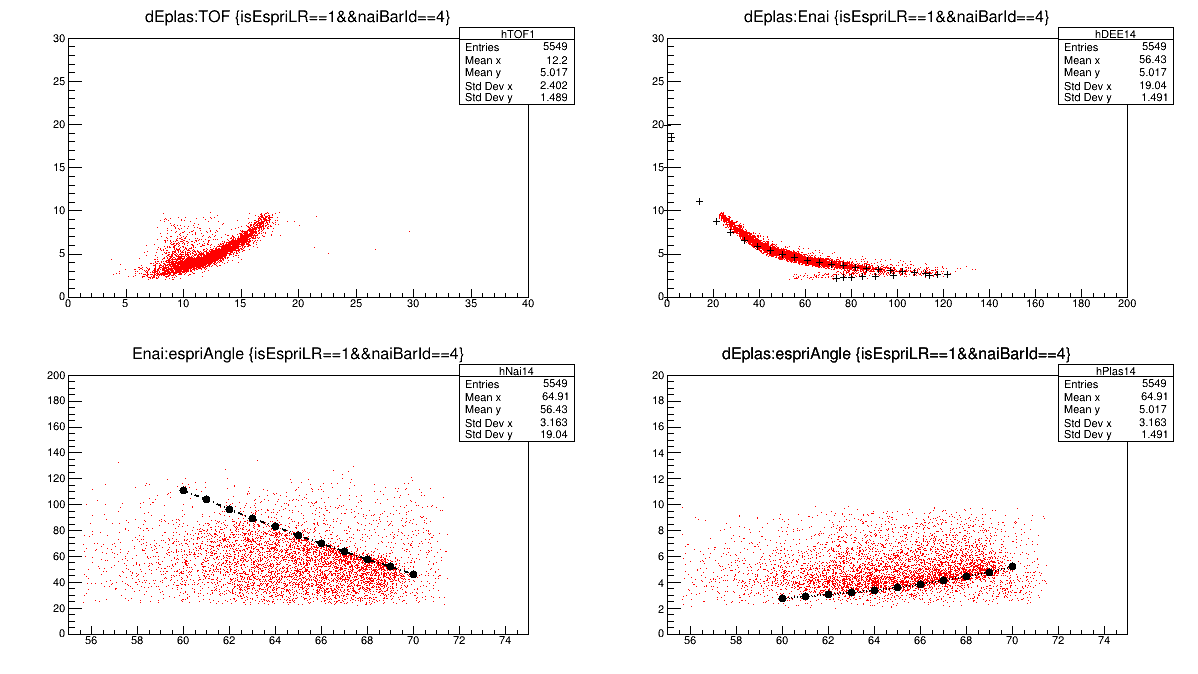 dEplas:TOF {isEspriLR==1&&naiBarId==4}
hTOF1
Entries 5549
Mean x 12.2
Mean y 5.017
Std Dev x 2.402
Std Dev y 1.489
30
25
20
15
10
5
0
0 5 10 15 20 25 30 35 40
dEplas:Enai {isEspriLR==1&&naiBarId==4}
hDEE14
Entries 5549
Mean x 56.43
Mean y 5.017
Std Dev x 19.04
Std Dev y 1.491
30
25
20
15
10
5
0
0 20 40 60 80 100 120 140 160 180 200
Enai:espriAngle {isEspriLR==1&&naiBarId==4}
hNai14
Entries 5549
Mean x 64.91
Mean y 56.43
Std Dev x 3.163
Std Dev y 19.04
200
180
160
140
120
100
80
60
40
20
0
56 58 60 62 64 66 68 70 72 74
dEplas:espriAngle {isEspriLR==1&&naiBarId==4}
hPlas14
Entries 5549
Mean x 64.91
Mean y 5.017
Std Dev x 3.163
Std Dev y 1.491
20
18
16
14
12
10
8
6
4
2
0
56 58 60 62 64 66 68 70 72 74